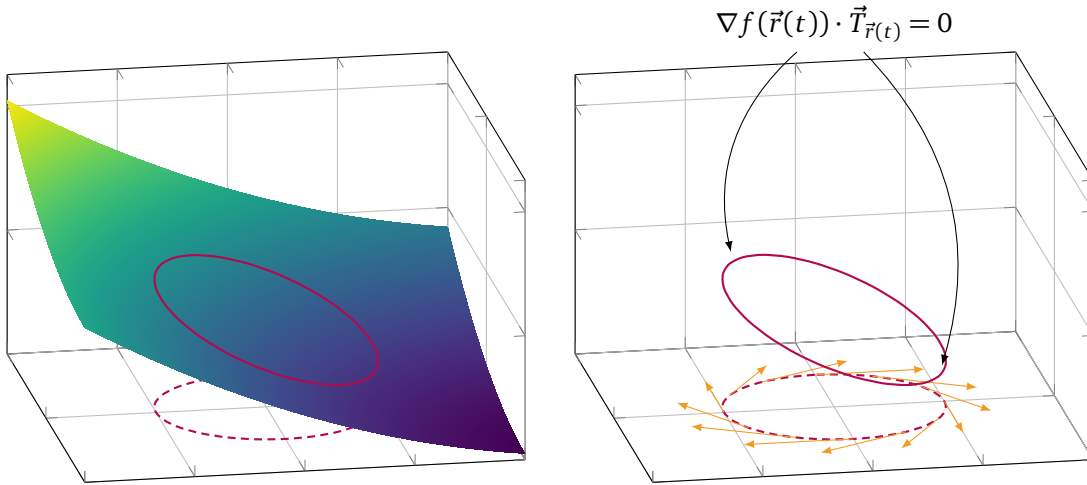 ∇f(r⃗(t)) · T⃗_{r⃗(t)} = 0